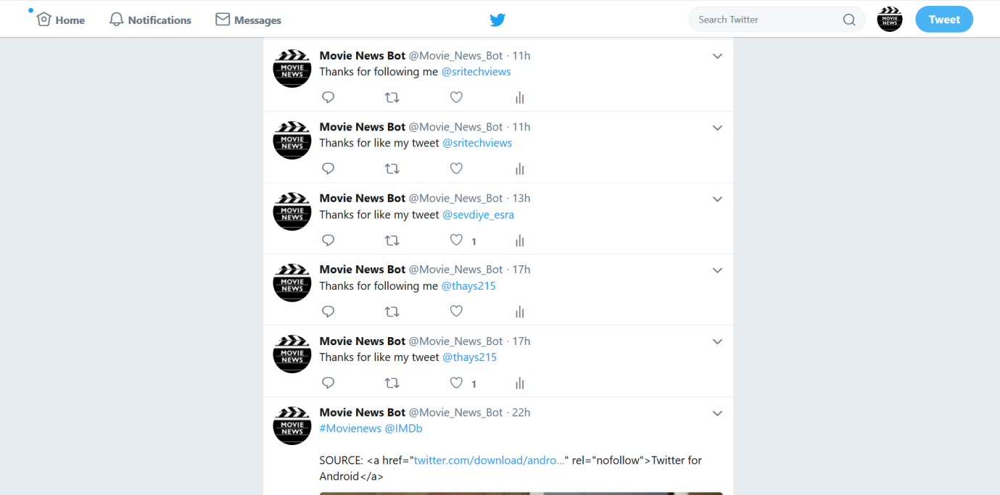 Home Notifications Messages Search Twitter MOVIE NEWS Tweet
MOVIE NEWS
Movie News Bot @Movie_News_Bot · 11h
Thanks for following me @sritechviews
MOVIE NEWS
Movie News Bot @Movie_News_Bot · 11h
Thanks for like my tweet @sritechviews
MOVIE NEWS
Movie News Bot @Movie_News_Bot · 13h
Thanks for like my tweet @sevdiye_esra
1
MOVIE NEWS
Movie News Bot @Movie_News_Bot · 17h
Thanks for following me @thays215
MOVIE NEWS
Movie News Bot @Movie_News_Bot · 17h
Thanks for like my tweet @thays215
1
MOVIE NEWS
Movie News Bot @Movie_News_Bot · 22h
#Movienews @IMDb
SOURCE: <a href="twitter.com/download/andro..." rel="nofollow">Twitter for
Android</a>